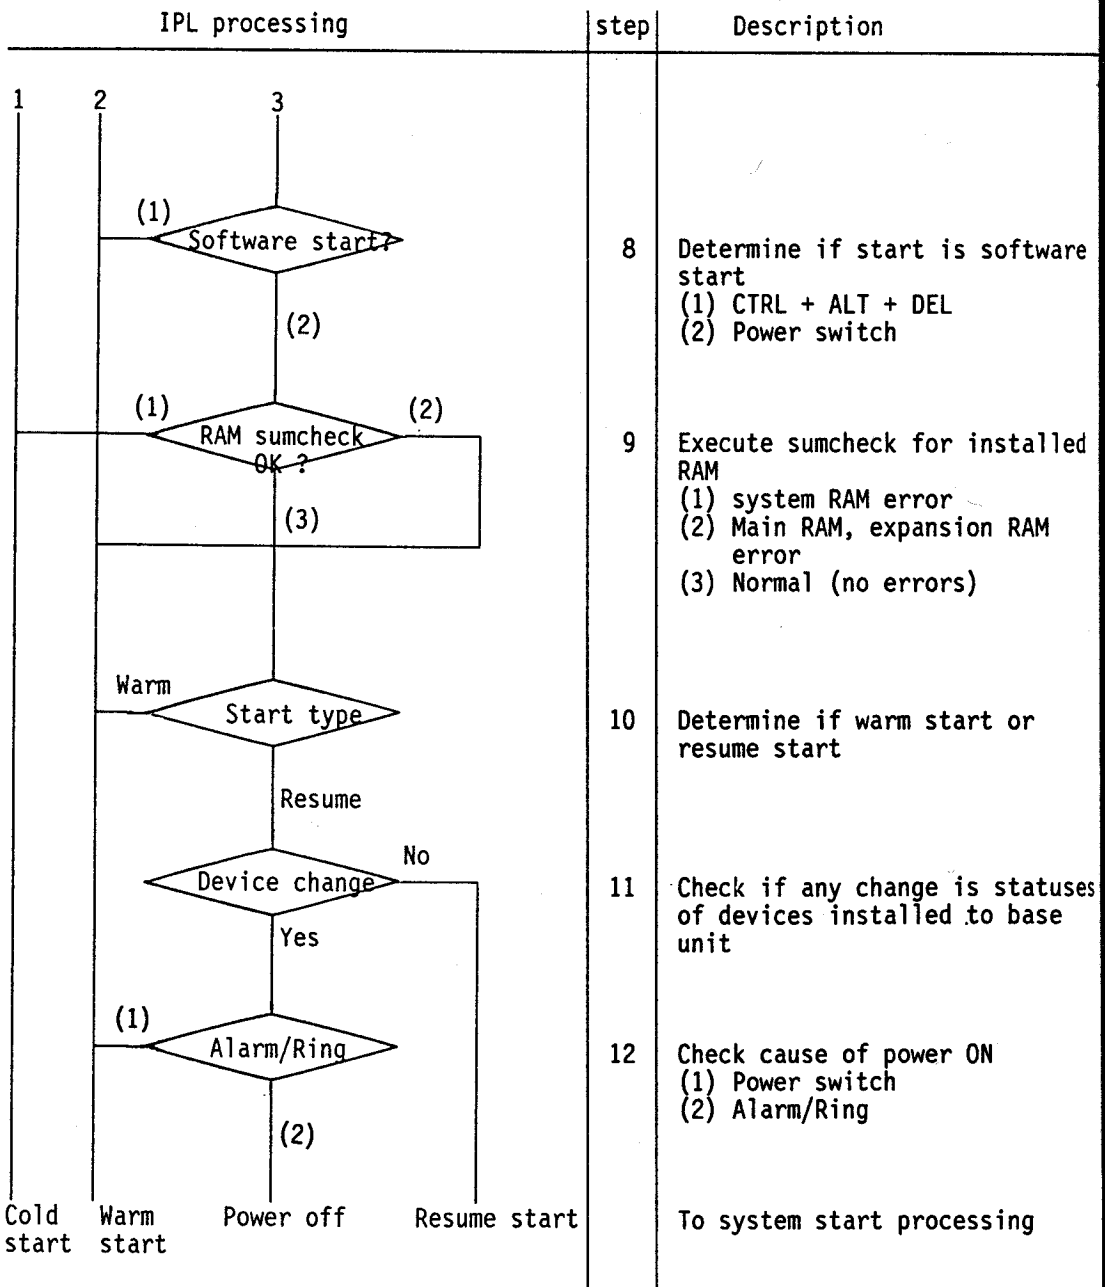 IPL processing step Description
1 2 3
(1)
Software start?
8 Determine if start is software
start
(1) CTRL + ALT + DEL
(2) (2) Power switch
(1) (2)
RAM sumcheck
OK ?
9 Execute sumcheck for installed
RAM
(1) system RAM error
(3) (2) Main RAM, expansion RAM
error
(3) Normal (no errors)
Warm
Start type
10 Determine if warm start or
resume start
Resume
No
Device change
11 Check if any change is statuses
of devices installed to base
unit
Yes
(1)
Alarm/Ring
12 Check cause of power ON
(1) Power switch
(2) Alarm/Ring
(2)
Cold Warm Power off Resume start To system start processing
start start